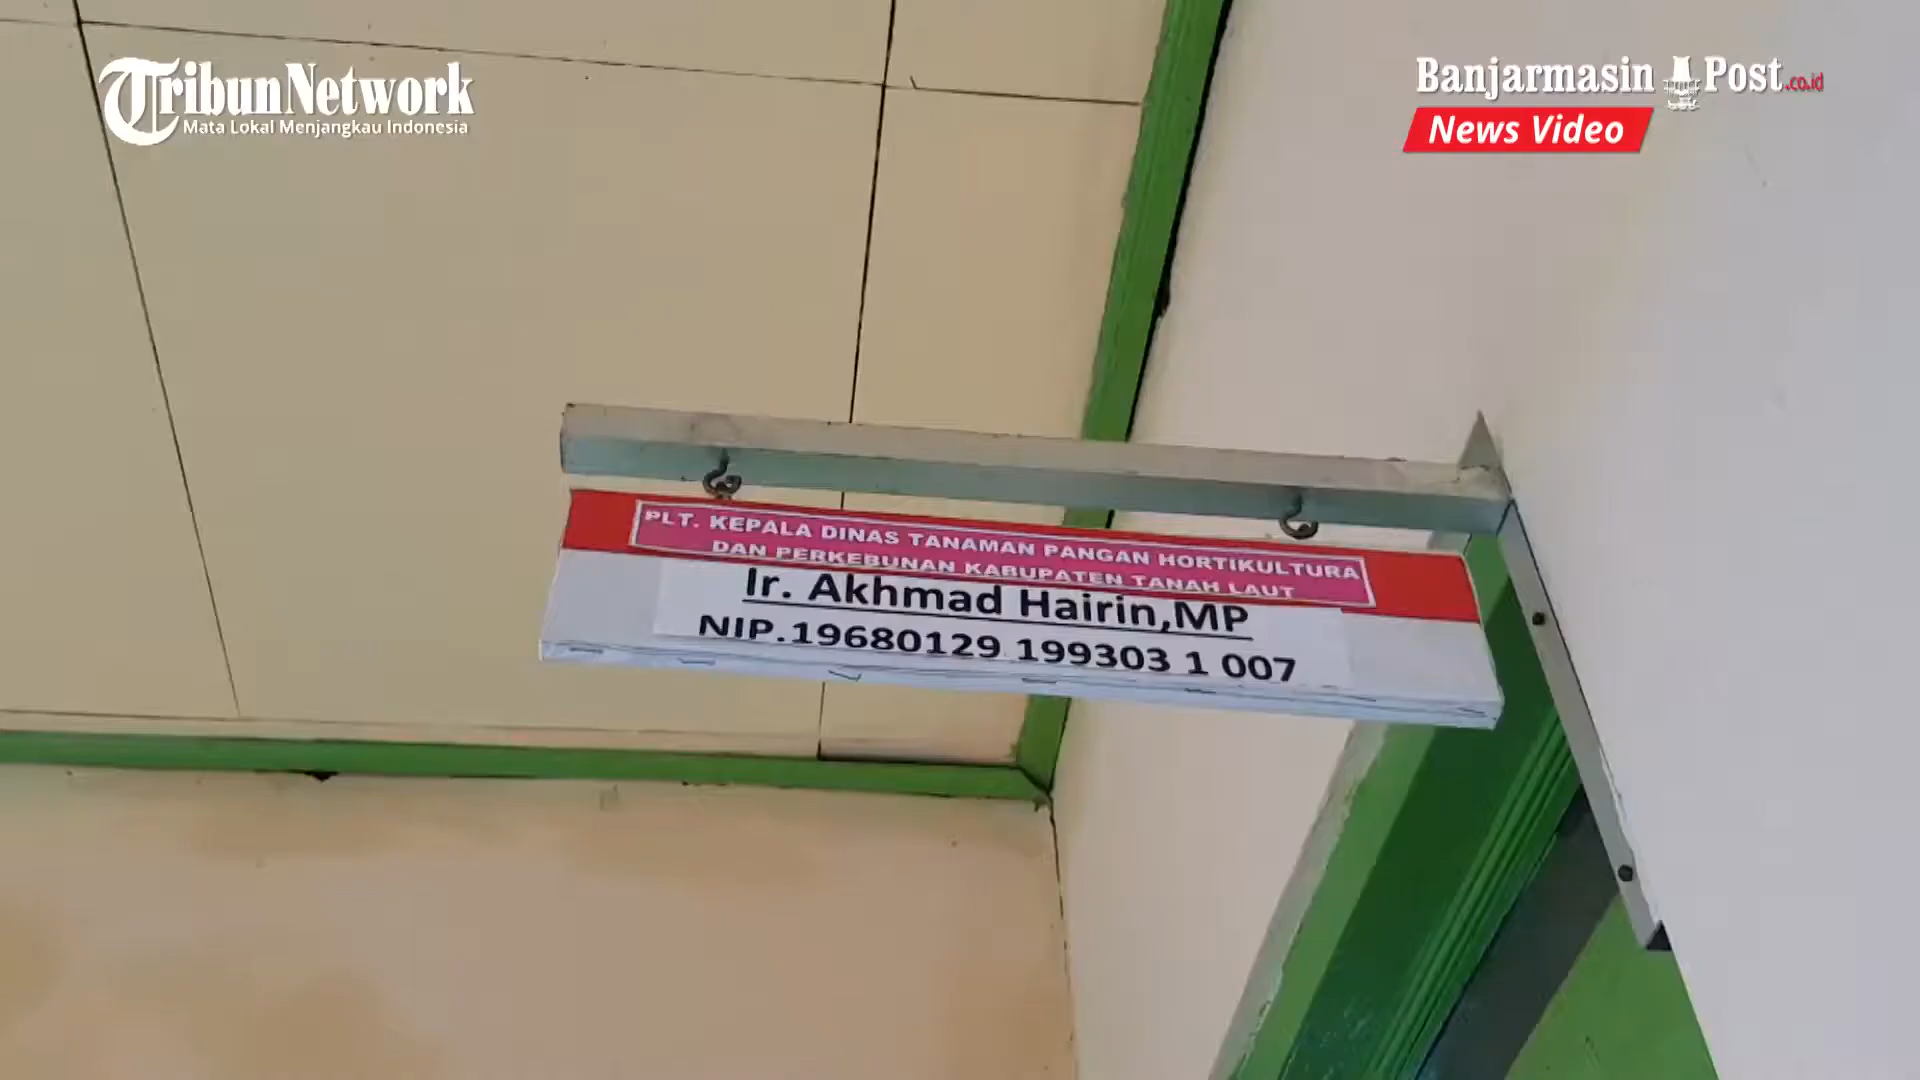 TribunNetwork
Mata Lokal Menjangkau Indonesia
Banjarmasin Post.co.id
News Video
PLT. KEPALA DINAS TANAMAN PANGAN HORTIKULTURA
DAN PERKEBUNAN KABUPATEN TANAH LAUT
Ir. Akhmad Hairin,MP
NIP.19680129 199303 1 007